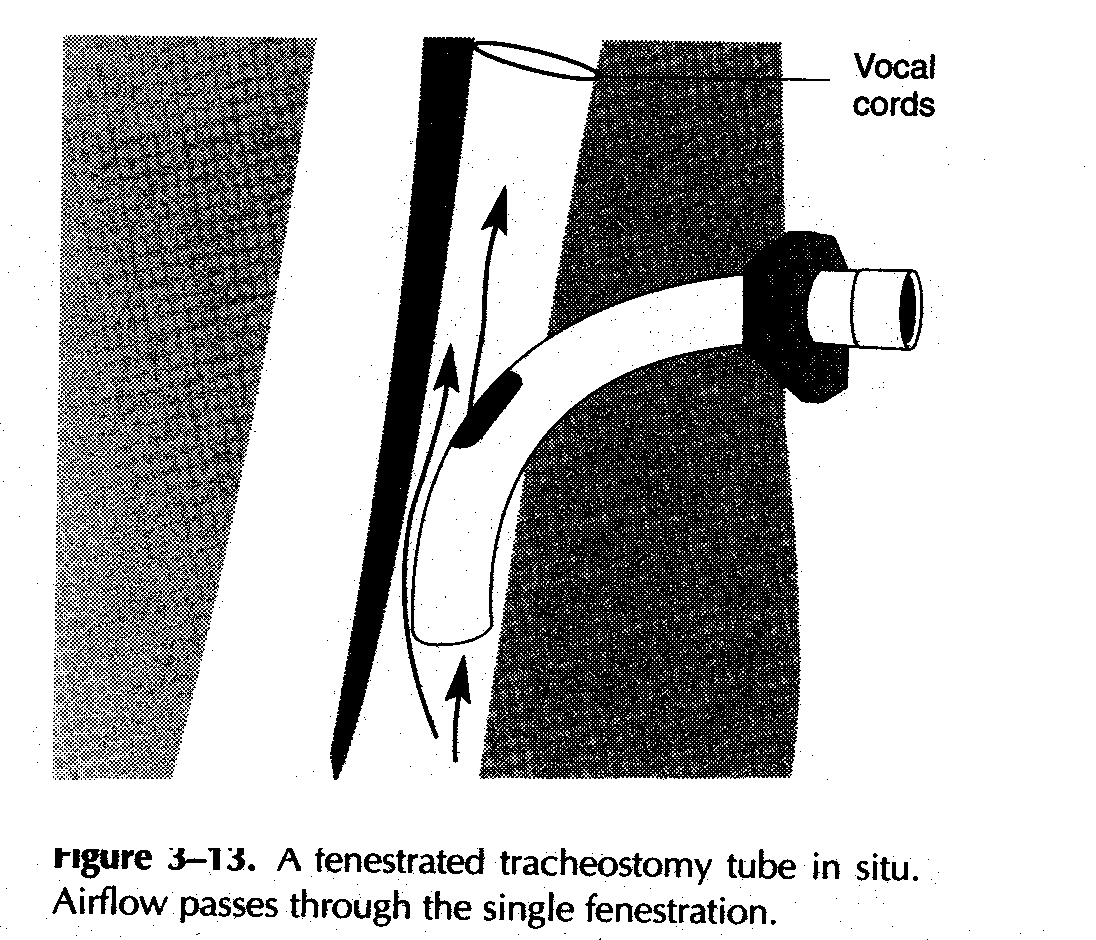 Vocal
cords
Figure 3–13. A fenestrated tracheostomy tube in situ.
Airflow passes through the single fenestration.